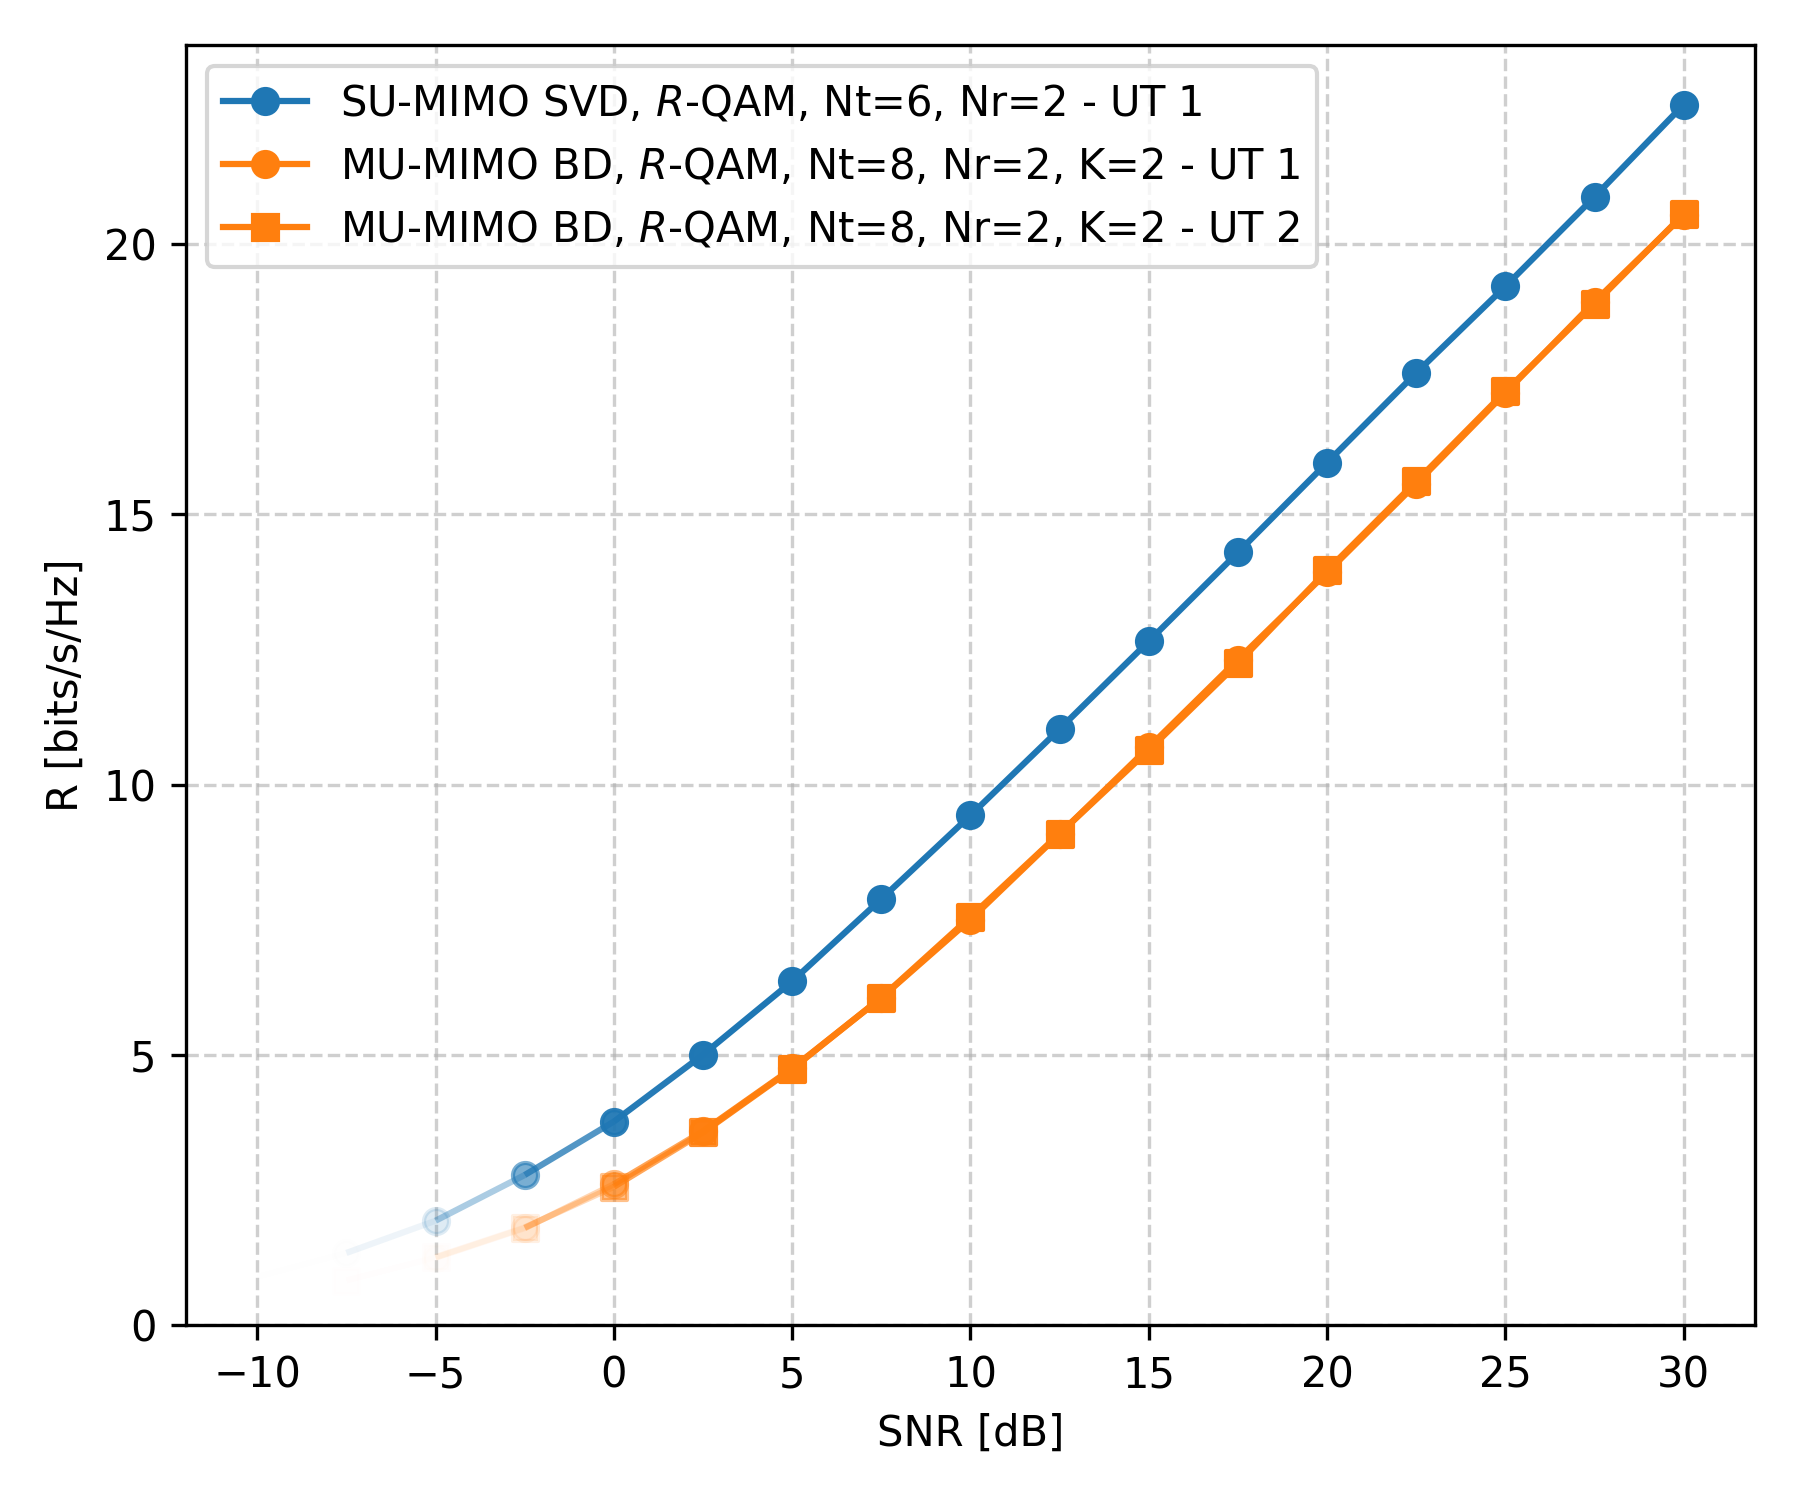 SU-MIMO SVD, R-QAM, Nt=6, Nr=2 - UT 1
MU-MIMO BD, R-QAM, Nt=8, Nr=2, K=2 - UT 1
MU-MIMO BD, R-QAM, Nt=8, Nr=2, K=2 - UT 2
20
15
10
5
0
R [bits/s/Hz]
−10 −5 0 5 10 15 20 25 30
SNR [dB]